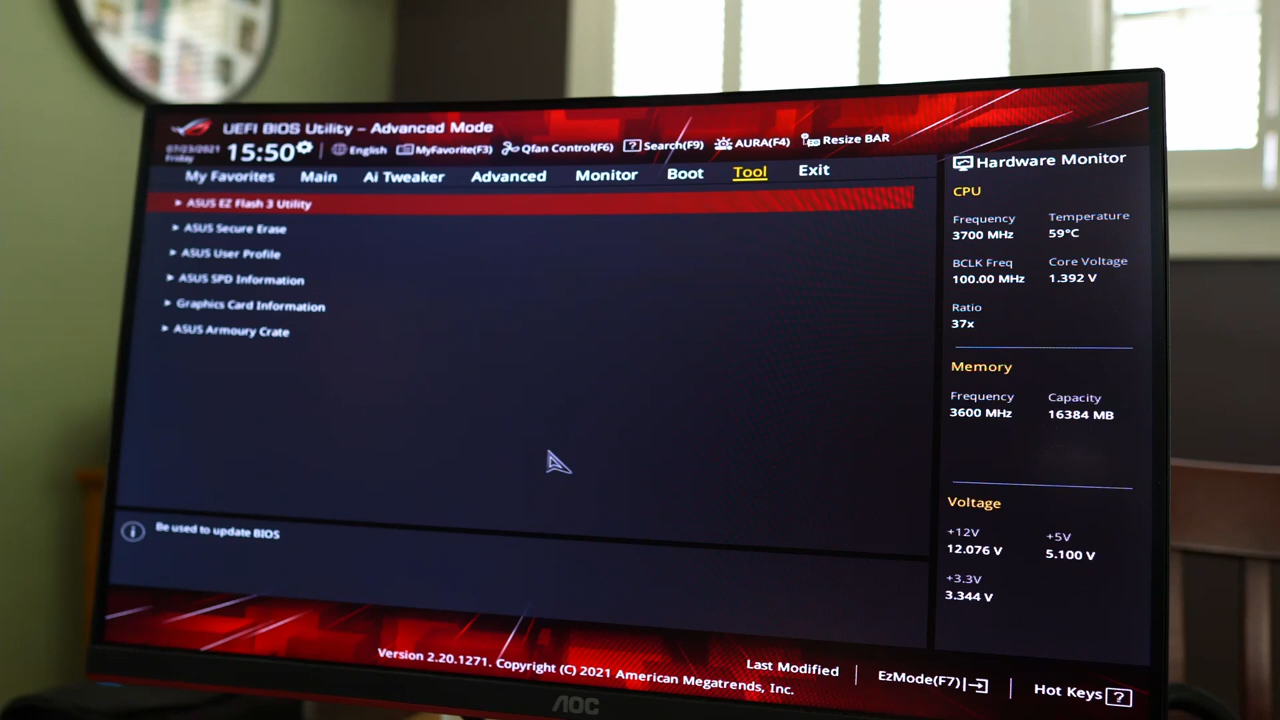 UEFI BIOS Utility – Advanced Mode
07/23/2021
Friday
15:50
English
MyFavorite(F3)
Qfan Control(F6)
? Search(F9)
AURA(F4)
Resize BAR
My Favorites
Main
Ai Tweaker
Advanced
Monitor
Boot
Tool
Exit
ASUS EZ Flash 3 Utility
ASUS Secure Erase
ASUS User Profile
ASUS SPD Information
Graphics Card Information
ASUS Armoury Crate
Be used to update BIOS
Hardware Monitor
CPU
Frequency
3700 MHz
Temperature
59°C
BCLK Freq
100.00 MHz
Core Voltage
1.392 V
Ratio
37x
Memory
Frequency
3600 MHz
Capacity
16384 MB
Voltage
+12V
12.076 V
+5V
5.100 V
+3.3V
3.344 V
Last Modified
EzMode(F7)
Hot Keys ?
Version 2.20.1271. Copyright (C) 2021 American Megatrends, Inc.
AOC